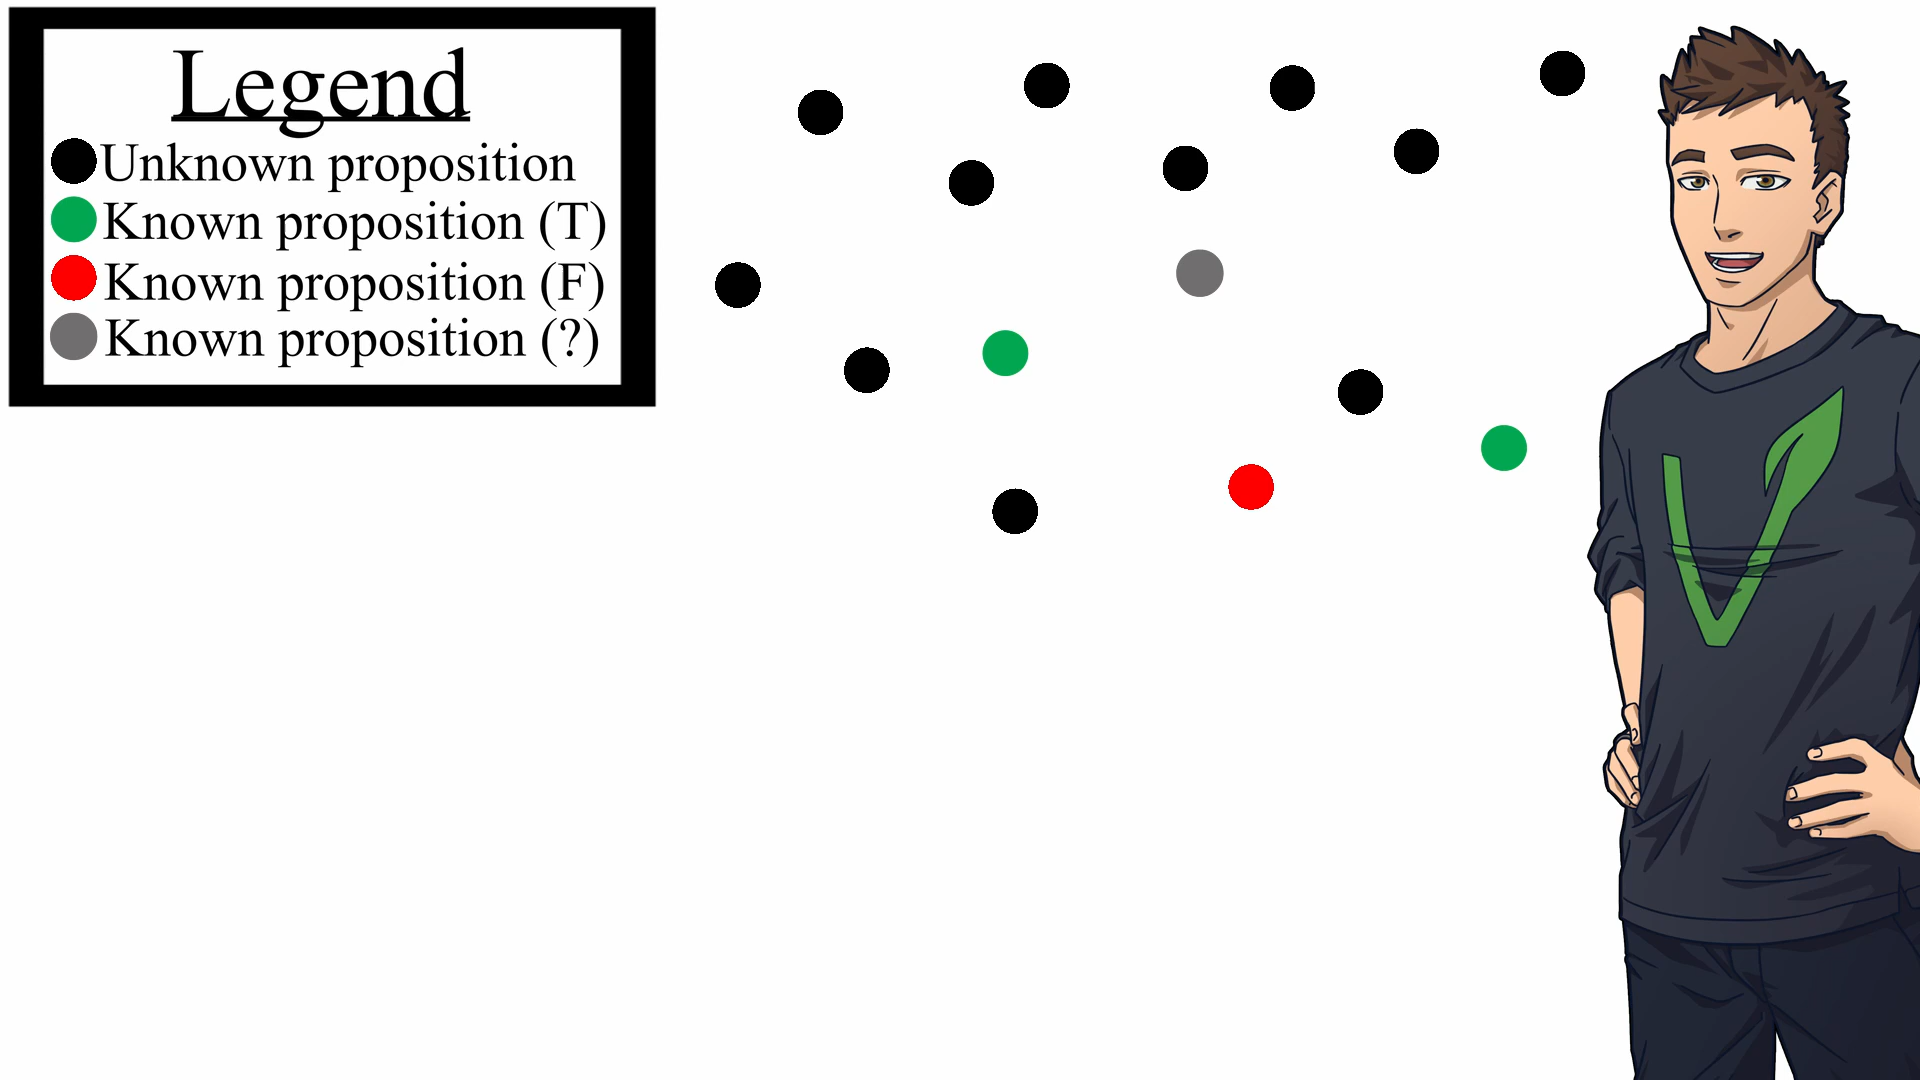 Legend
Unknown proposition
Known proposition (T)
Known proposition (F)
Known proposition (?)